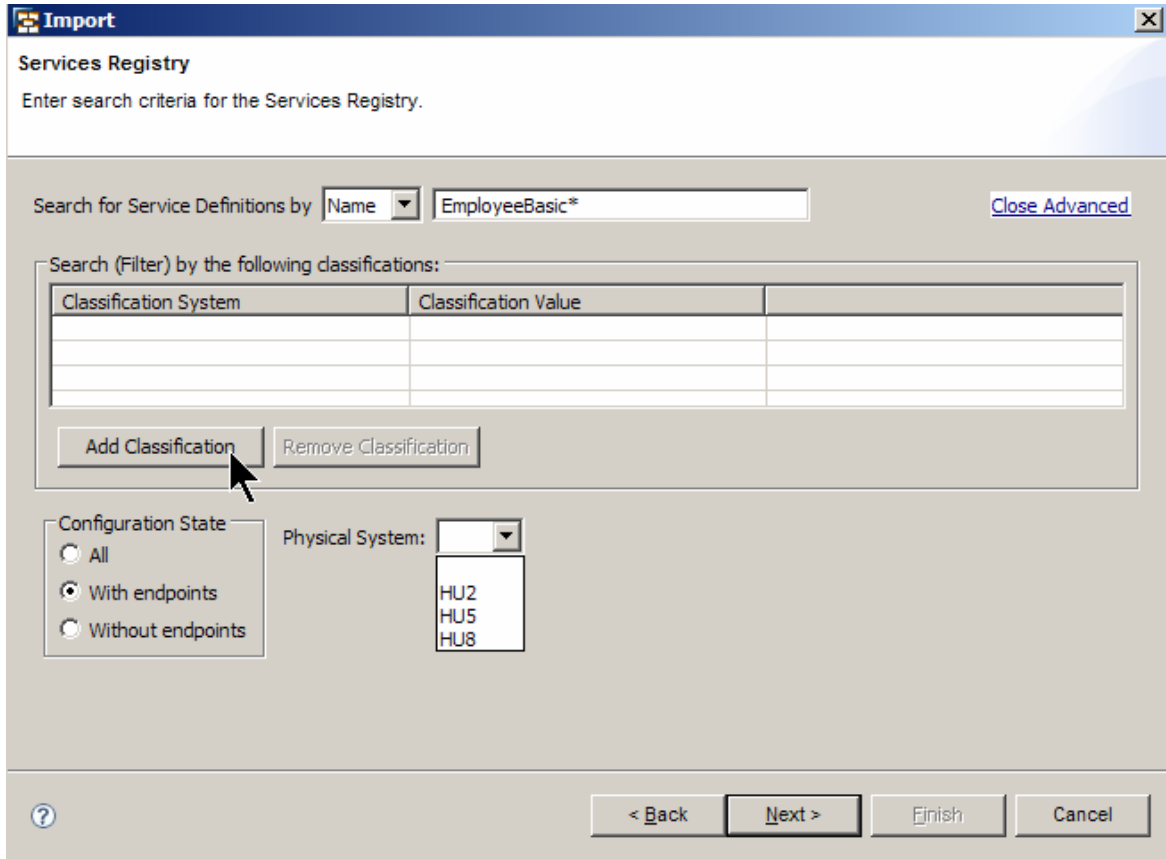 Import
Services Registry
Enter search criteria for the Services Registry.
Search for Service Definitions by Name EmployeeBasic* Close Advanced
Search (Filter) by the following classifications:
Classification System Classification Value
Add Classification Remove Classification
Configuration State
All
With endpoints
Without endpoints
Physical System:
HU2
HU5
HU8
? < Back Next > Finish Cancel